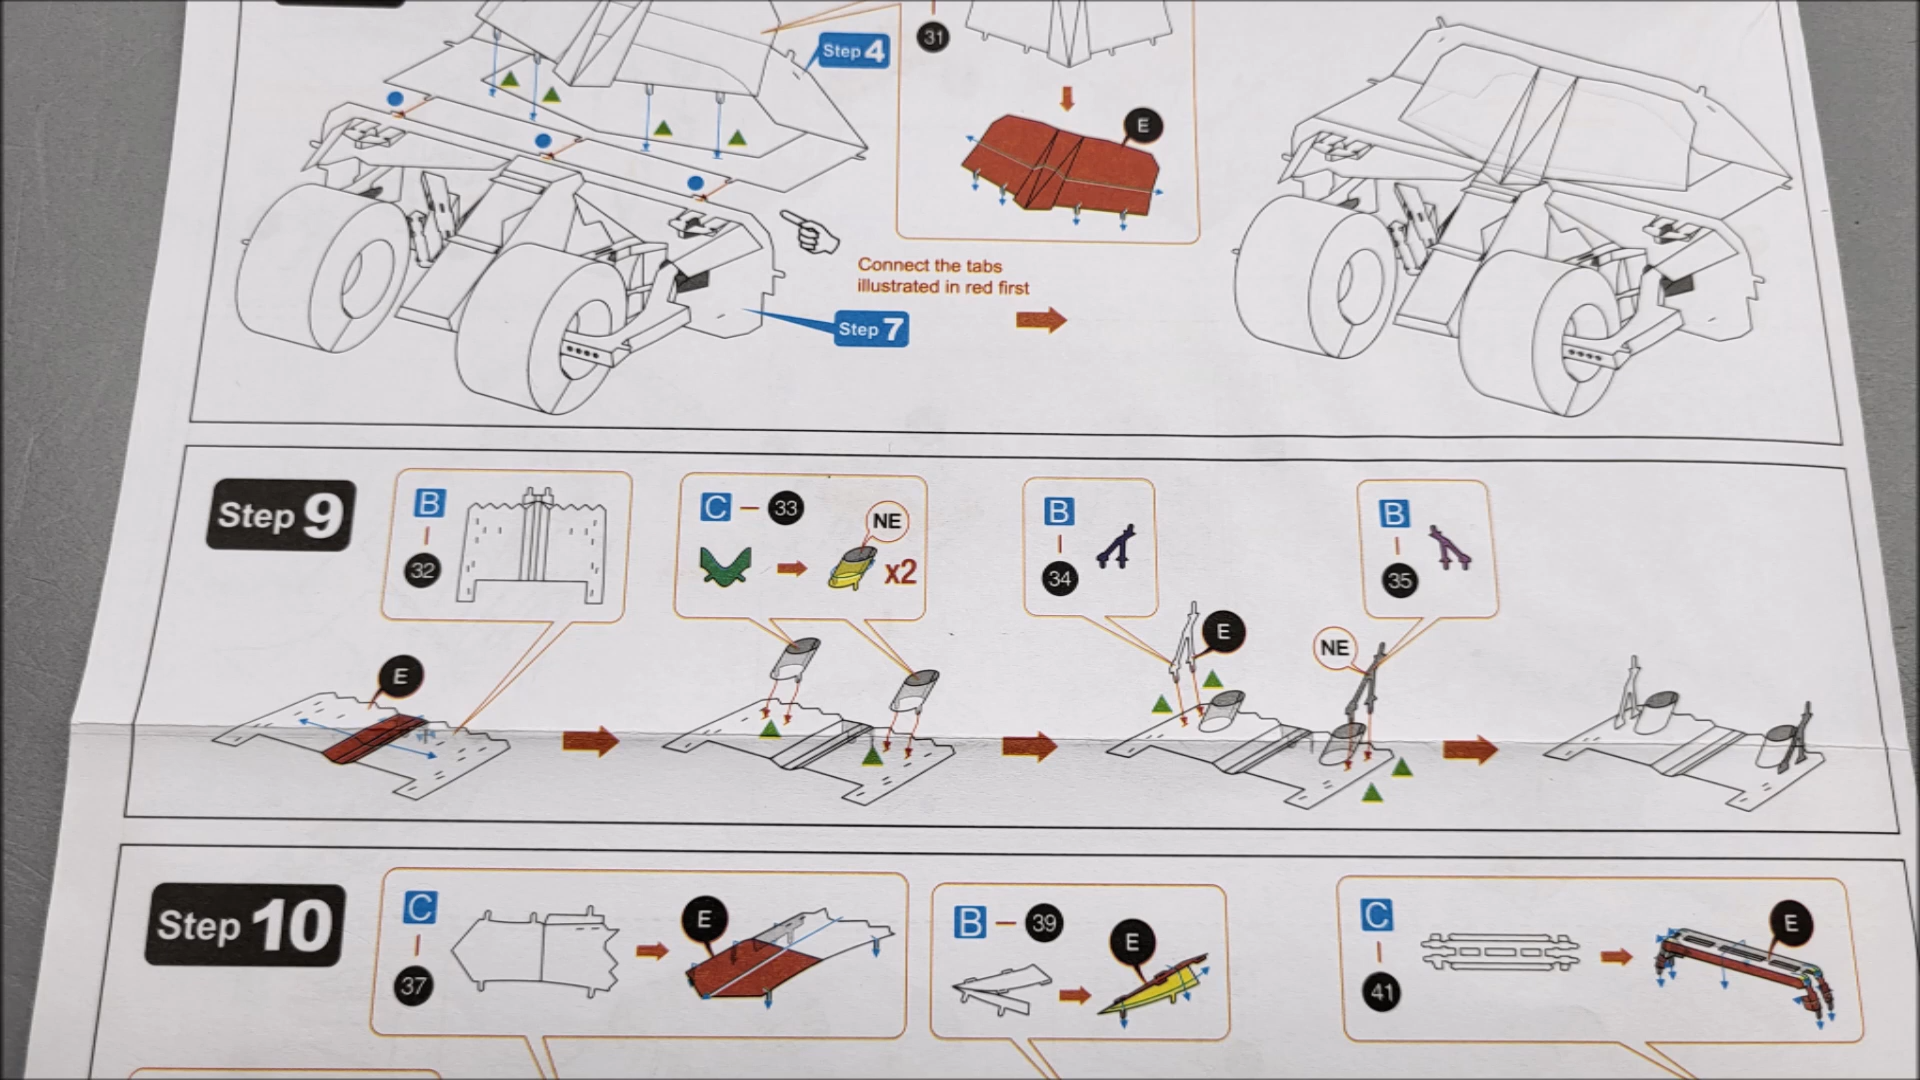 Step 4
31
E
Connect the tabs
illustrated in red first
Step 7
Step 9
B
32
C - 33
NE
x2
B
34
B
35
E
E
NE
Step 10
C
37
E
B - 39
E
C
41
E